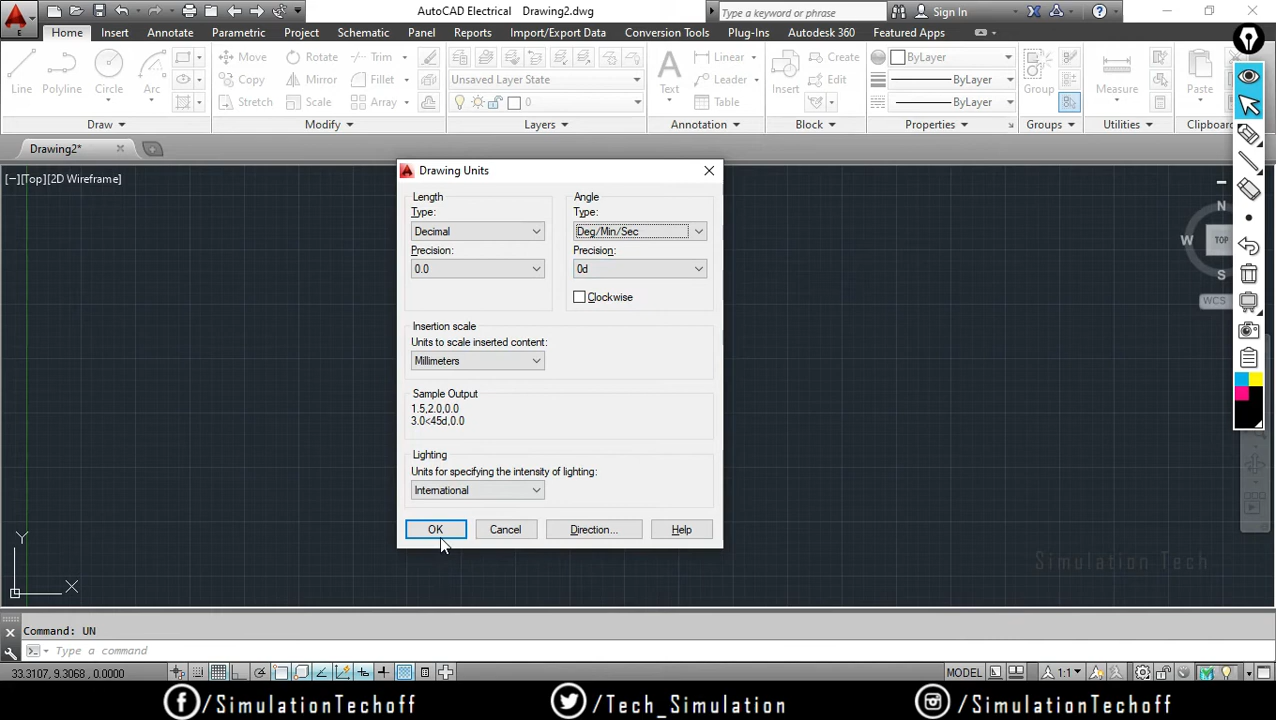 AutoCAD Electrical Drawing2.dwg
Type a keyword or phrase
Sign In
Home Insert Annotate Parametric Project Schematic Panel Reports Import/Export Data Conversion Tools Plug-Ins Autodesk 360 Featured Apps
E
Line Polyline Circle Arc
Move Rotate Trim
Copy Mirror Fillet
Stretch Scale Array
Unsaved Layer State
0
Text
Linear
Leader
Table
Insert
Create
Edit
ByLayer
ByLayer
ByLayer
Group
Measure
Paste
Draw Modify Layers Annotation Block Properties Groups Utilities Clipboard
Drawing2*
[−][Top][2D Wireframe]
Drawing Units
Length
Type:
Decimal
Precision:
0.0
Angle
Type:
Deg/Min/Sec
Precision:
0d
Clockwise
Insertion scale
Units to scale inserted content:
Millimeters
Sample Output
1.5,2.0,0.0
3.0<45d,0.0
Lighting
Units for specifying the intensity of lighting:
International
OK Cancel Direction... Help
N
W TOP
S
WCS
Y
X
Simulation Tech
Command: UN
Type a command
33.3107, 9.3068 , 0.0000
MODEL
1:1
/SimulationTechoff /Tech_Simulation /SimulationTechoff